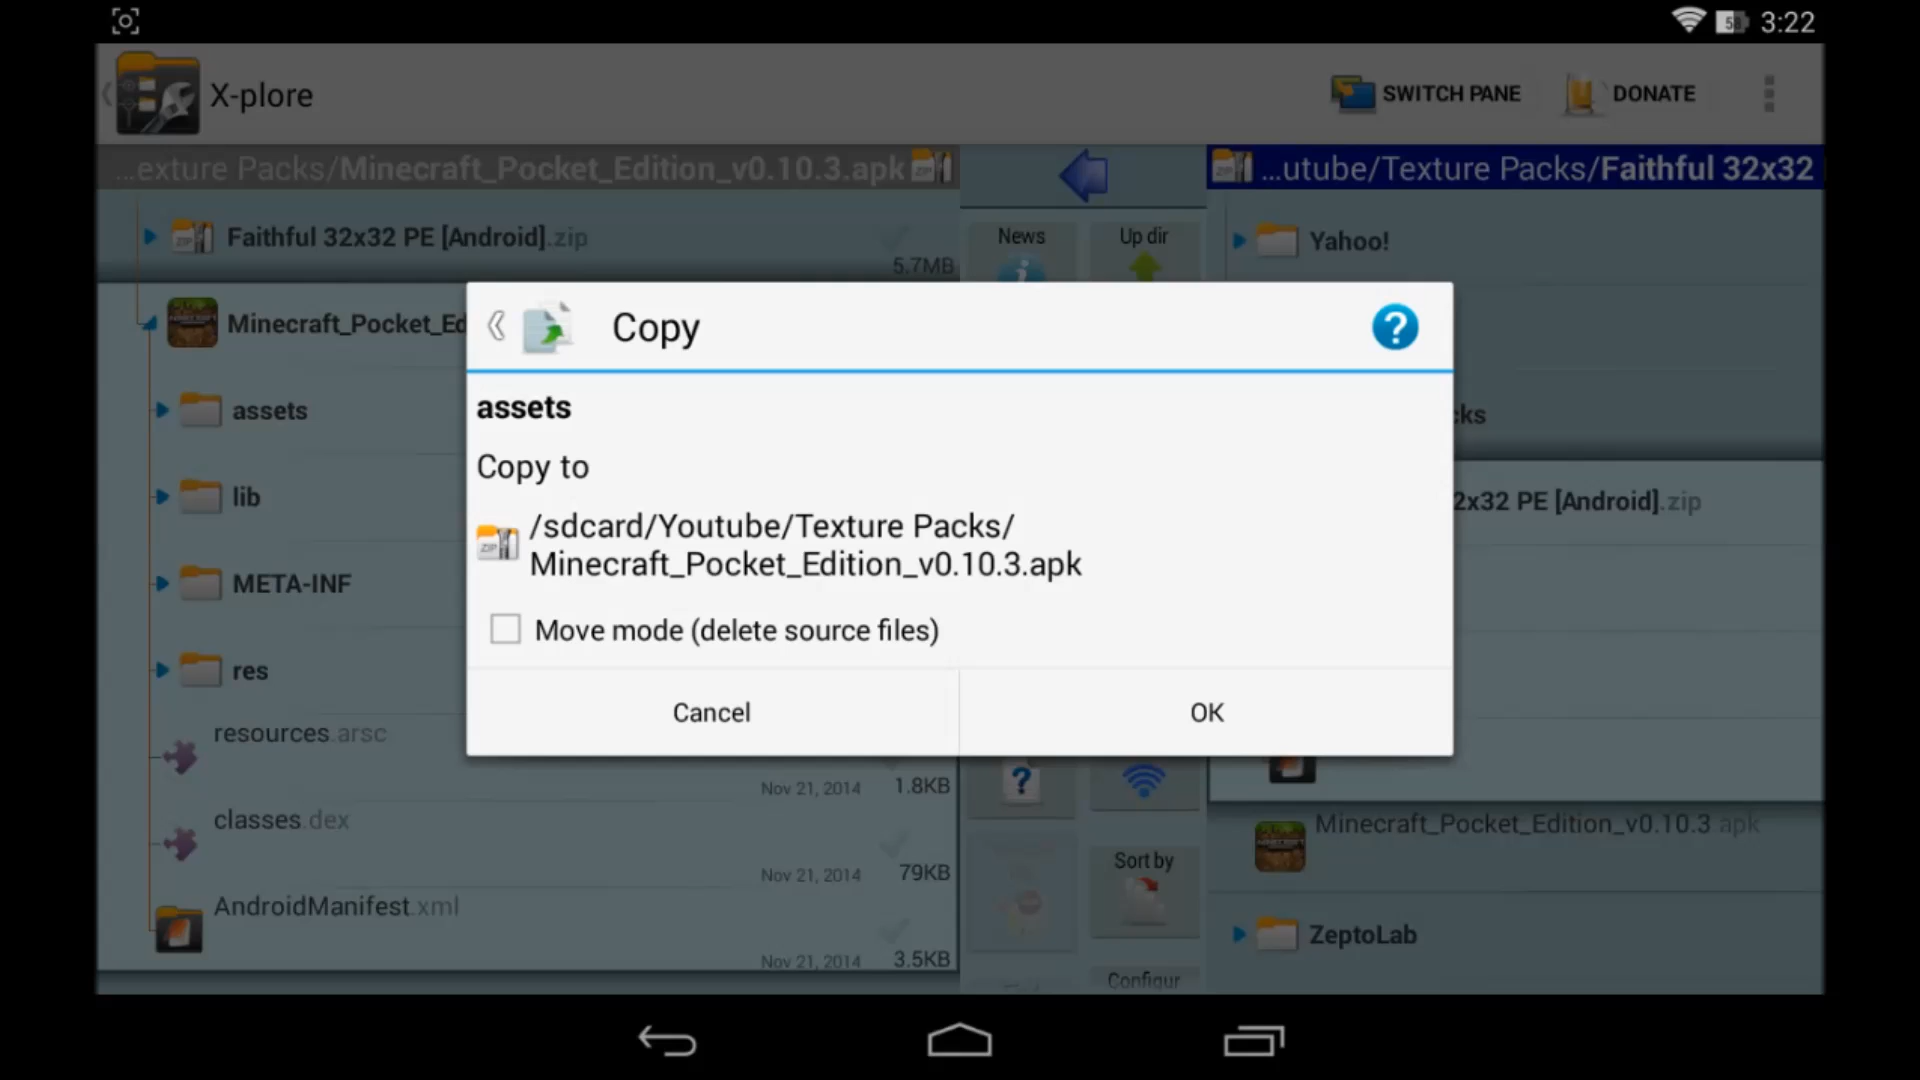 58 3:22
X-plore
SWITCH PANE
DONATE
...exture Packs/Minecraft_Pocket_Edition_v0.10.3.apk
...utube/Texture Packs/Faithful 32x32
Faithful 32x32 PE [Android].zip
5.7MB
News
Up dir
Yahoo!
Minecraft_Pocket_Ed
Copy
assets
assets
cks
Copy to
lib
2x32 PE [Android].zip
/sdcard/Youtube/Texture Packs/
Minecraft_Pocket_Edition_v0.10.3.apk
META-INF
Move mode (delete source files)
res
Cancel
OK
resources.arsc
Nov 21, 2014
1.8KB
classes.dex
Minecraft_Pocket_Edition_v0.10.3 apk
Nov 21, 2014
79KB
Sort by
AndroidManifest.xml
ZeptoLab
Nov 21, 2014
3.5KB
Configur